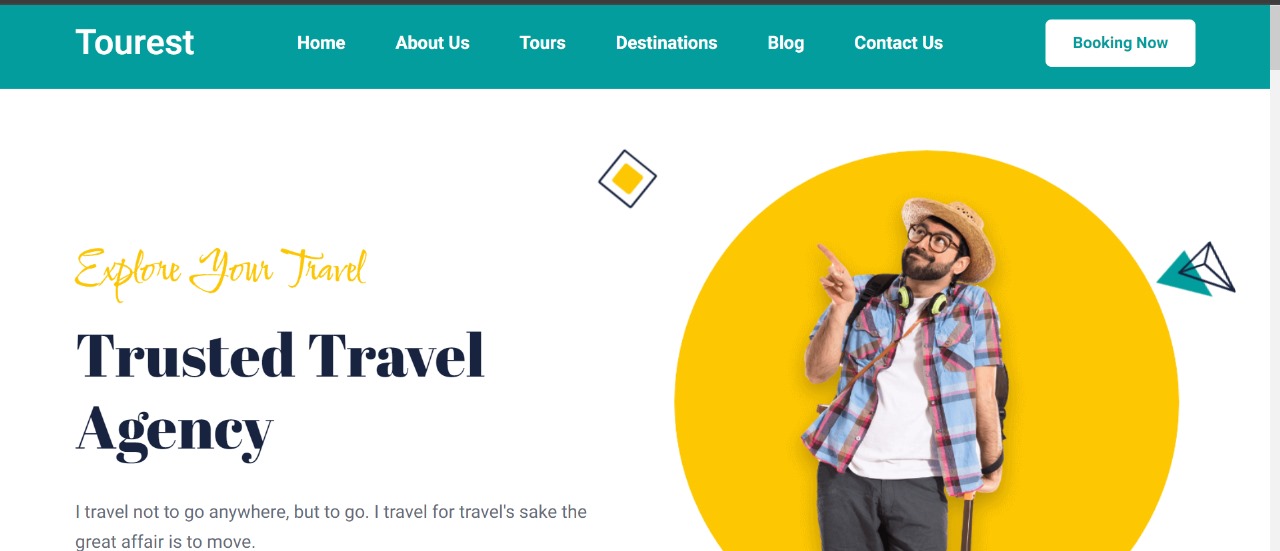 Tourest
Home About Us Tours Destinations Blog Contact Us
Booking Now
Explore Your Travel
Trusted Travel
Agency
I travel not to go anywhere, but to go. I travel for travel's sake the
great affair is to move.